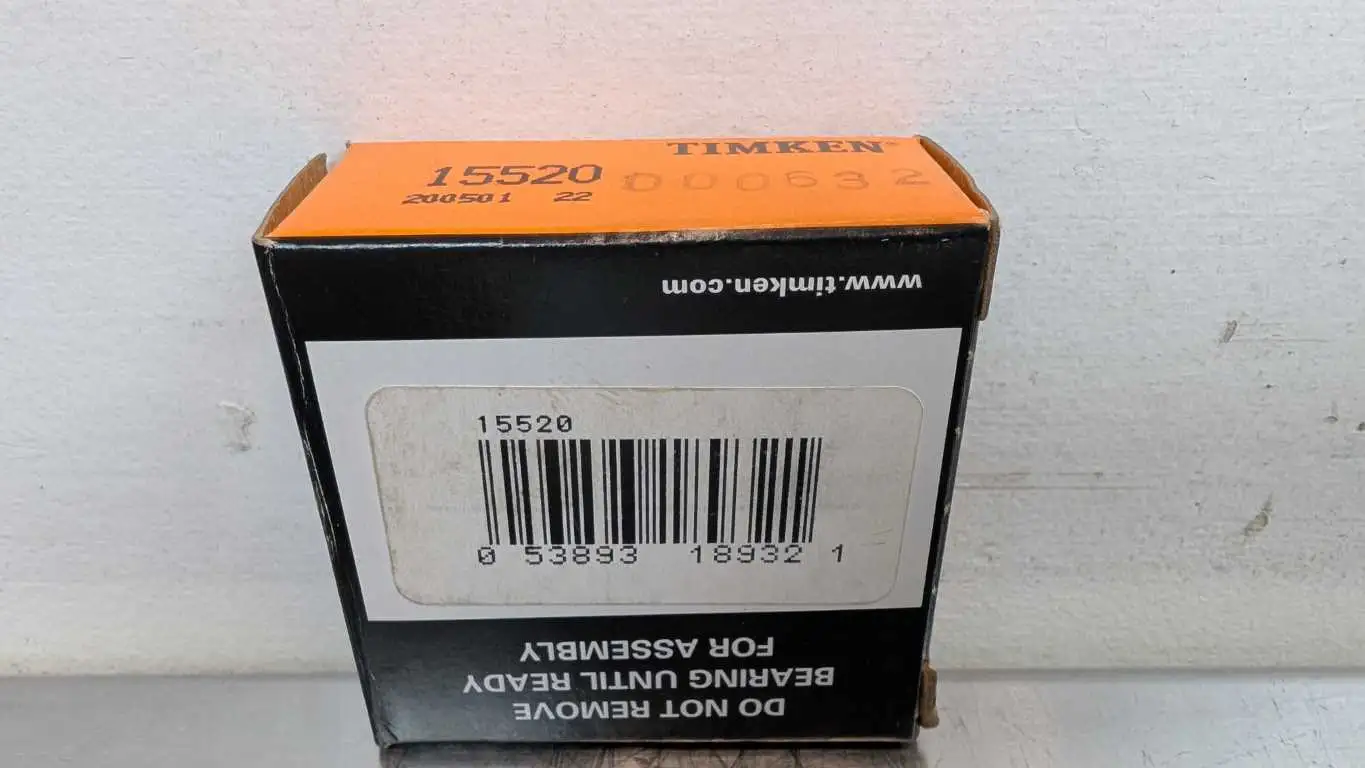 TIMKEN®
15520 000632
200501 22
www.timken.com
15520
0 53893 18932 1
DO NOT REMOVE
BEARING UNTIL READY
FOR ASSEMBLY